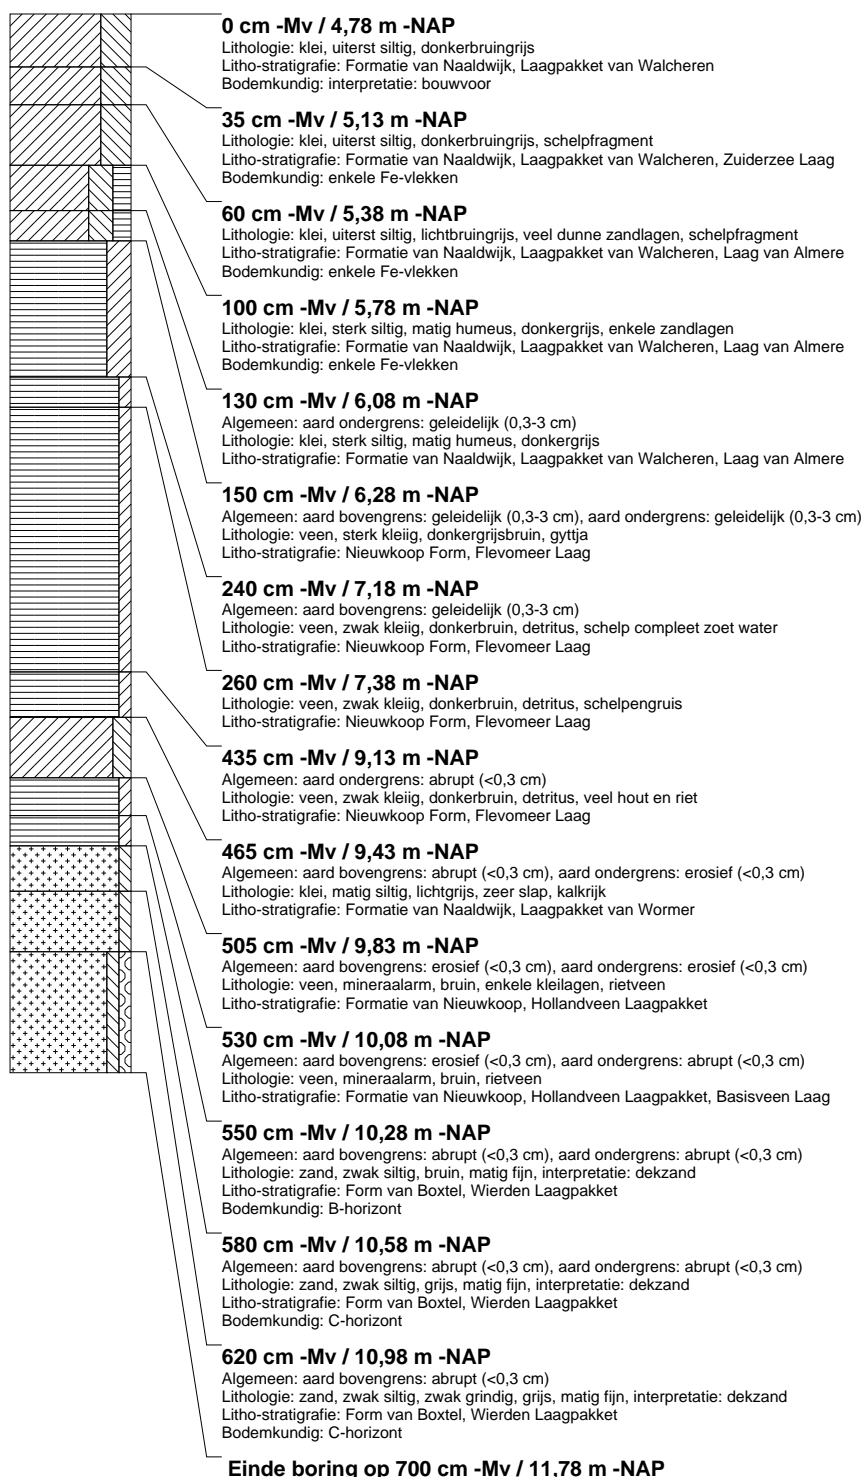 0 cm -Mv / 4,78 m -NAP
Lithologie: klei, uiterst siltig, donkerbruingrijs
Litho-stratigrafie: Formatie van Naaldwijk, Laagpakket van Walcheren
Bodemkundig: interpretatie: bouwvoor
35 cm -Mv / 5,13 m -NAP
Lithologie: klei, uiterst siltig, donkerbruingrijs, schelpfragment
Litho-stratigrafie: Formatie van Naaldwijk, Laagpakket van Walcheren, Zuiderzee Laag
Bodemkundig: enkele Fe-vlekken
60 cm -Mv / 5,38 m -NAP
Lithologie: klei, uiterst siltig, lichtbruingrijs, veel dunne zandlagen, schelpfragment
Litho-stratigrafie: Formatie van Naaldwijk, Laagpakket van Walcheren, Laag van Almere
Bodemkundig: enkele Fe-vlekken
100 cm -Mv / 5,78 m -NAP
Lithologie: klei, sterk siltig, matig humeus, donkergrijs, enkele zandlagen
Litho-stratigrafie: Formatie van Naaldwijk, Laagpakket van Walcheren, Laag van Almere
Bodemkundig: enkele Fe-vlekken
130 cm -Mv / 6,08 m -NAP
Algemeen: aard ondergrens: geleidelijk (0,3-3 cm)
Lithologie: klei, sterk siltig, matig humeus, donkergrijs
Litho-stratigrafie: Formatie van Naaldwijk, Laagpakket van Walcheren, Laag van Almere
150 cm -Mv / 6,28 m -NAP
Algemeen: aard bovengrens: geleidelijk (0,3-3 cm), aard ondergrens: geleidelijk (0,3-3 cm)
Lithologie: veen, sterk kleiig, donkergrijsbruin, gyttja
Litho-stratigrafie: Nieuwkoop Form, Flevomeer Laag
240 cm -Mv / 7,18 m -NAP
Algemeen: aard bovengrens: geleidelijk (0,3-3 cm)
Lithologie: veen, zwak kleiig, donkerbruin, detritus, schelp compleet zoet water
Litho-stratigrafie: Nieuwkoop Form, Flevomeer Laag
260 cm -Mv / 7,38 m -NAP
Lithologie: veen, zwak kleiig, donkerbruin, detritus, schelpengruis
Litho-stratigrafie: Nieuwkoop Form, Flevomeer Laag
435 cm -Mv / 9,13 m -NAP
Algemeen: aard ondergrens: abrupt (<0,3 cm)
Lithologie: veen, zwak kleiig, donkerbruin, detritus, veel hout en riet
Litho-stratigrafie: Nieuwkoop Form, Flevomeer Laag
465 cm -Mv / 9,43 m -NAP
Algemeen: aard bovengrens: abrupt (<0,3 cm), aard ondergrens: erosief (<0,3 cm)
Lithologie: klei, matig siltig, lichtgrijs, zeer slap, kalkrijk
Litho-stratigrafie: Formatie van Naaldwijk, Laagpakket van Wormer
505 cm -Mv / 9,83 m -NAP
Algemeen: aard bovengrens: erosief (<0,3 cm), aard ondergrens: erosief (<0,3 cm)
Lithologie: veen, mineraalarm, bruin, enkele kleilagen, rietveen
Litho-stratigrafie: Formatie van Nieuwkoop, Hollandveen Laagpakket
530 cm -Mv / 10,08 m -NAP
Algemeen: aard bovengrens: erosief (<0,3 cm), aard ondergrens: abrupt (<0,3 cm)
Lithologie: veen, mineraalarm, bruin, rietveen
Litho-stratigrafie: Formatie van Nieuwkoop, Hollandveen Laagpakket, Basisveen Laag
550 cm -Mv / 10,28 m -NAP
Algemeen: aard bovengrens: abrupt (<0,3 cm), aard ondergrens: abrupt (<0,3 cm)
Lithologie: zand, zwak siltig, bruin, matig fijn, interpretatie: dekzand
Litho-stratigrafie: Form van Boxtel, Wierden Laagpakket
Bodemkundig: B-horizont
580 cm -Mv / 10,58 m -NAP
Algemeen: aard bovengrens: abrupt (<0,3 cm), aard ondergrens: abrupt (<0,3 cm)
Lithologie: zand, zwak siltig, grijs, matig fijn, interpretatie: dekzand
Litho-stratigrafie: Form van Boxtel, Wierden Laagpakket
Bodemkundig: C-horizont
620 cm -Mv / 10,98 m -NAP
Algemeen: aard bovengrens: abrupt (<0,3 cm)
Lithologie: zand, zwak siltig, zwak grindig, grijs, matig fijn, interpretatie: dekzand
Litho-stratigrafie: Form van Boxtel, Wierden Laagpakket
Bodemkundig: C-horizont
Einde boring op 700 cm -Mv / 11,78 m -NAP